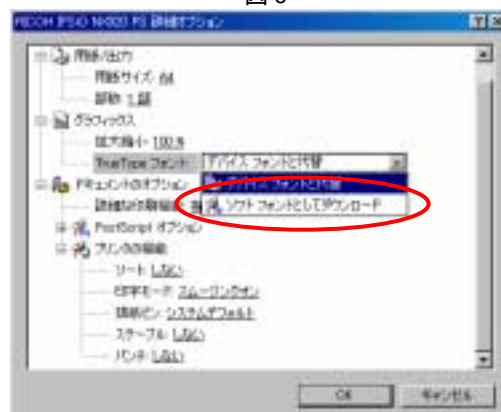 RICOH IPSiO NX920 PS 詳細オプション
用紙/出力
用紙サイズ: A4
部数: 1 部
グラフィックス
拡大縮小: 100 %
TrueType フォント: デバイス フォントと代替
デバイス フォントと代替
ソフト フォントとしてダウンロード
ドキュメントのオプション
詳細な印刷機能:
PostScript オプション
プリンタの機能
ソート: しない
印字モード: スムージングオン
排紙ビン: システムデフォルト
ステープル: しない
パンチ: しない
OK キャンセル